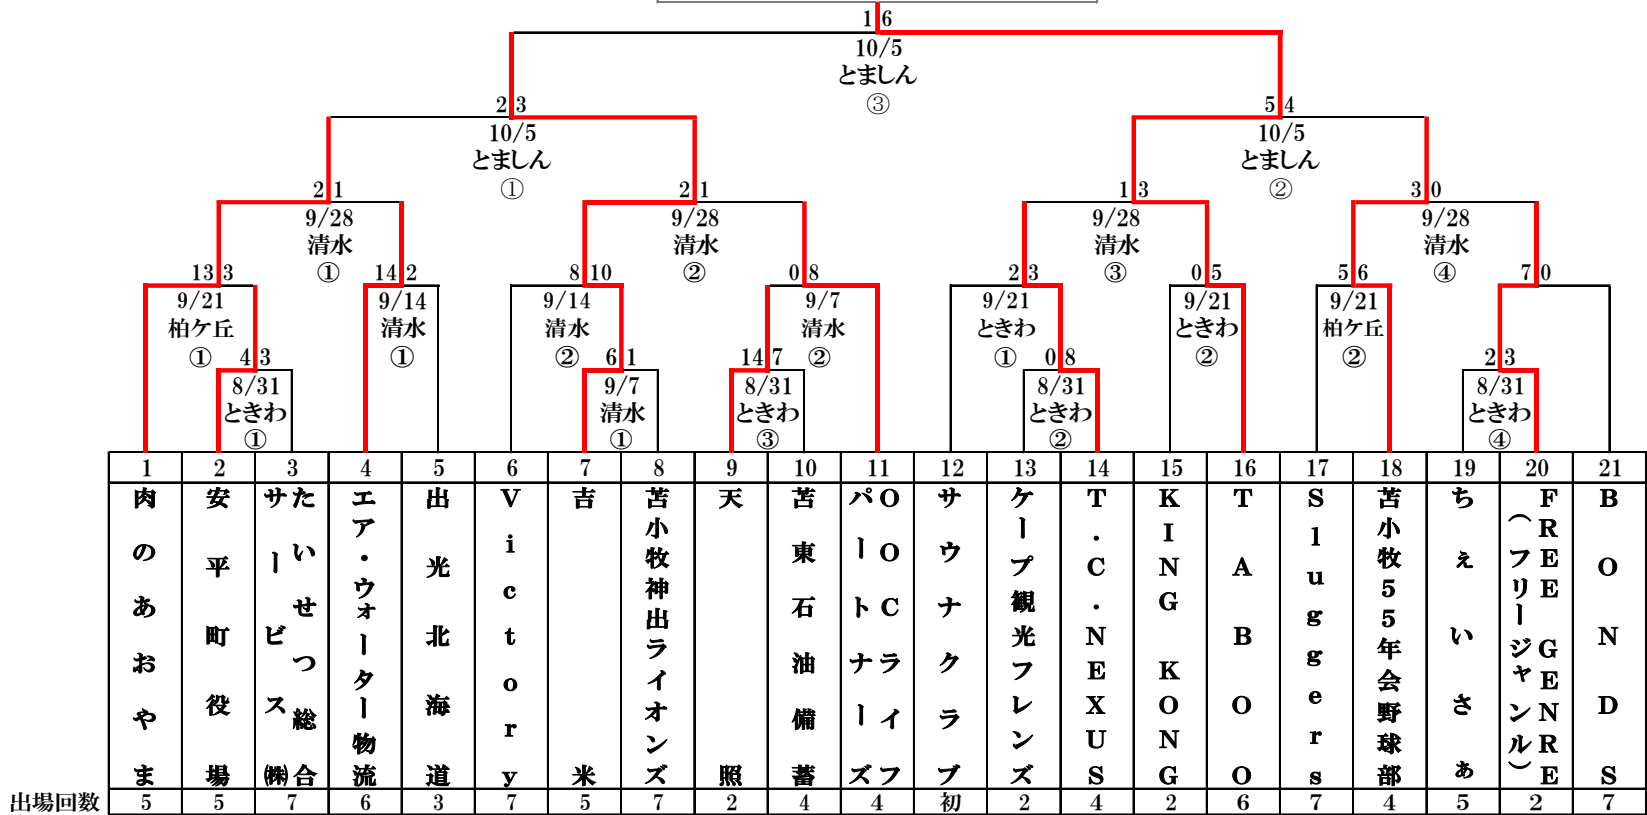 1 6
10/5
とましん
③
2 3
5 4
10/5
10/5
とましん
とましん
①
②
2 1
2 1
1 3
3 0
9/28
9/28
9/28
9/28
清水
清水
清水
清水
①
②
③
④
13 3
14 2
8 10
0 8
2 3
0 5
5 6
7 0
9/21
9/14
9/14
9/7
9/21
9/21
9/21
柏ケ丘
清水
清水
清水
ときわ
ときわ
柏ケ丘
①
①
②
②
①
②
②
4 3
6 1
14 7
0 8
2 3
8/31
9/7
8/31
8/31
8/31
ときわ
清水
ときわ
ときわ
ときわ
①
①
③
②
④
1 2 3 4 5 6 7 8 9 10 11 12 13 14 15 16 17 18 19 20 21
肉のあおやま
安平町役場
たいせつ総合
サービス㈱
エア・ウォーター物流
出光北海道
Victory
吉米
苫小牧神出ライオンズ
天照
苫東石油備蓄
OOOCライフ
パートナーズ
サウナクラブ
ケープ観光フレンズ
T.C.NEXUS
KING KONG
TABOO
Sluggers
苫小牧55年会野球部
ちぇいさぁ
FREE GENRE
(フリージャンル)
BONDS
出場回数 5 5 7 6 3 7 5 7 2 4 4 初 2 4 2 6 7 4 5 2 7